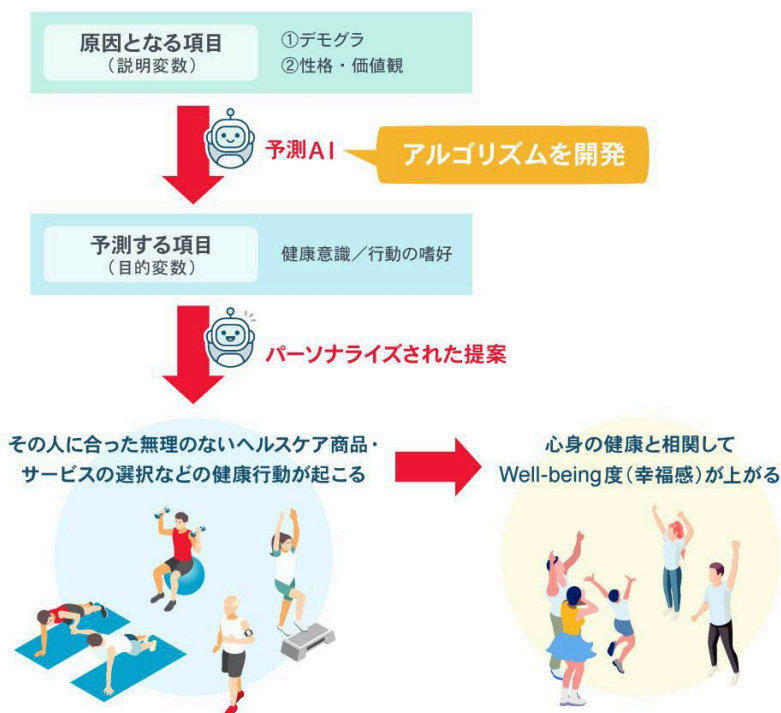 原因となる項目
（説明変数）
①デモグラ
②性格・価値観
予測AI
アルゴリズムを開発
予測する項目
（目的変数）
健康意識／行動の嗜好
パーソナライズされた提案
その人に合った無理のないヘルスケア商品・
サービスの選択などの健康行動が起こる
心身の健康と相関して
Well-being度（幸福感）が上がる